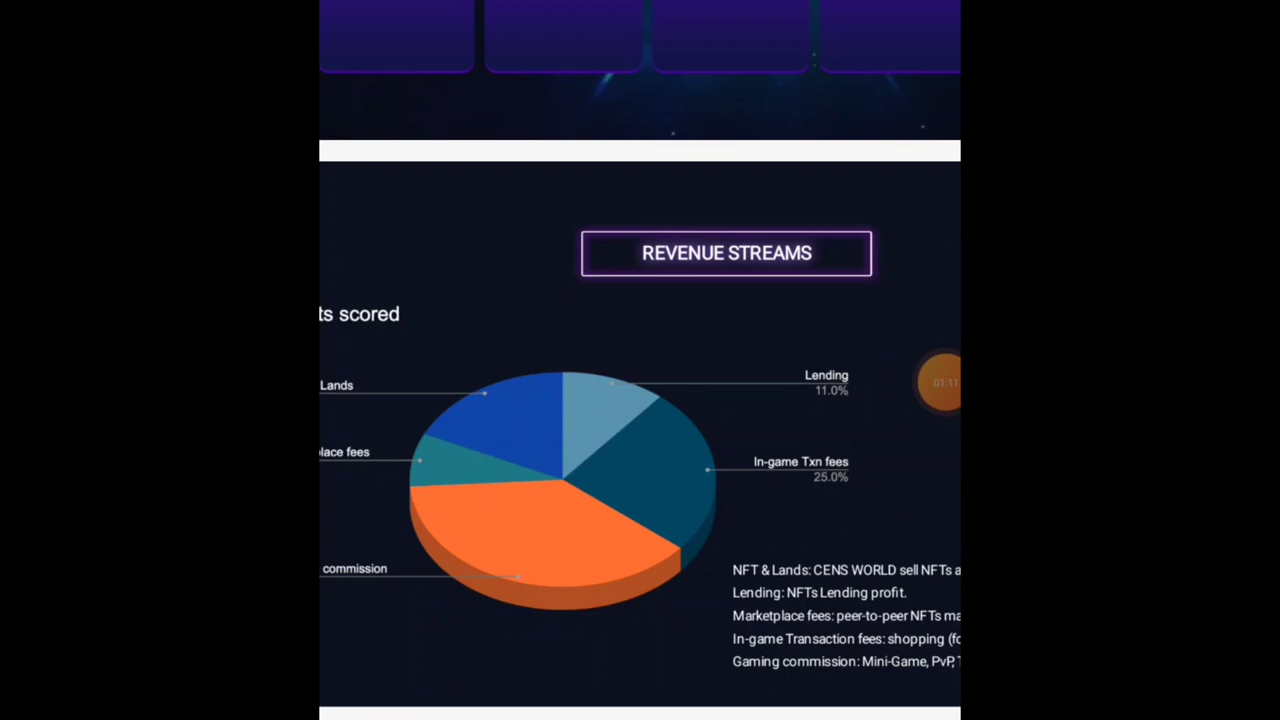 REVENUE STREAMS
ts scored
Lands
Lending
11.0%
01:11
lace fees
In-game Txn fees
25.0%
commission
NFT & Lands: CENS WORLD sell NFTs a
Lending: NFTs Lending profit.
Marketplace fees: peer-to-peer NFTs ma
In-game Transaction fees: shopping (fo
Gaming commission: Mini-Game, PvP, T